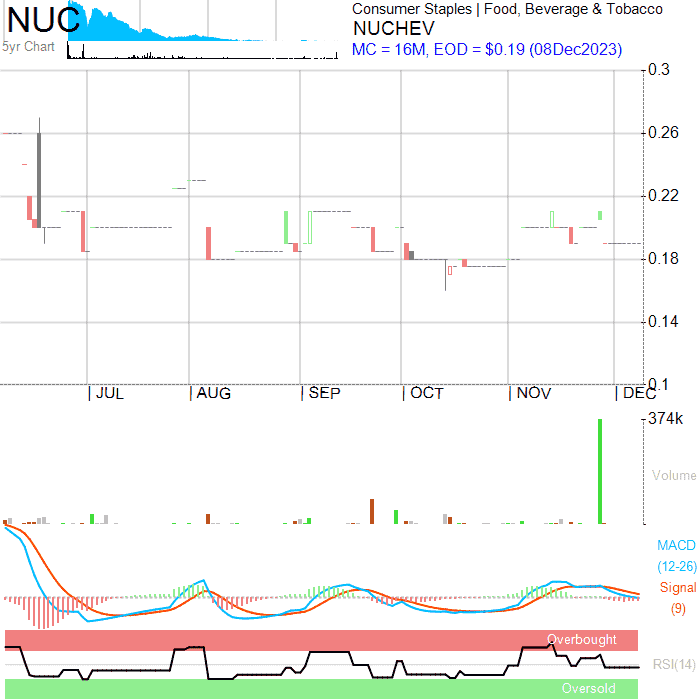 NUC
5yr Chart
Consumer Staples | Food, Beverage & Tobacco
NUCHEV
MC = 16M, EOD = $0.19 (08Dec2023)
0.3
0.26
0.22
0.18
0.14
0.1
JUL
AUG
SEP
OCT
NOV
DEC
374k
Volume
MACD
(12-26)
Signal
(9)
Overbought
RSI(14)
Oversold